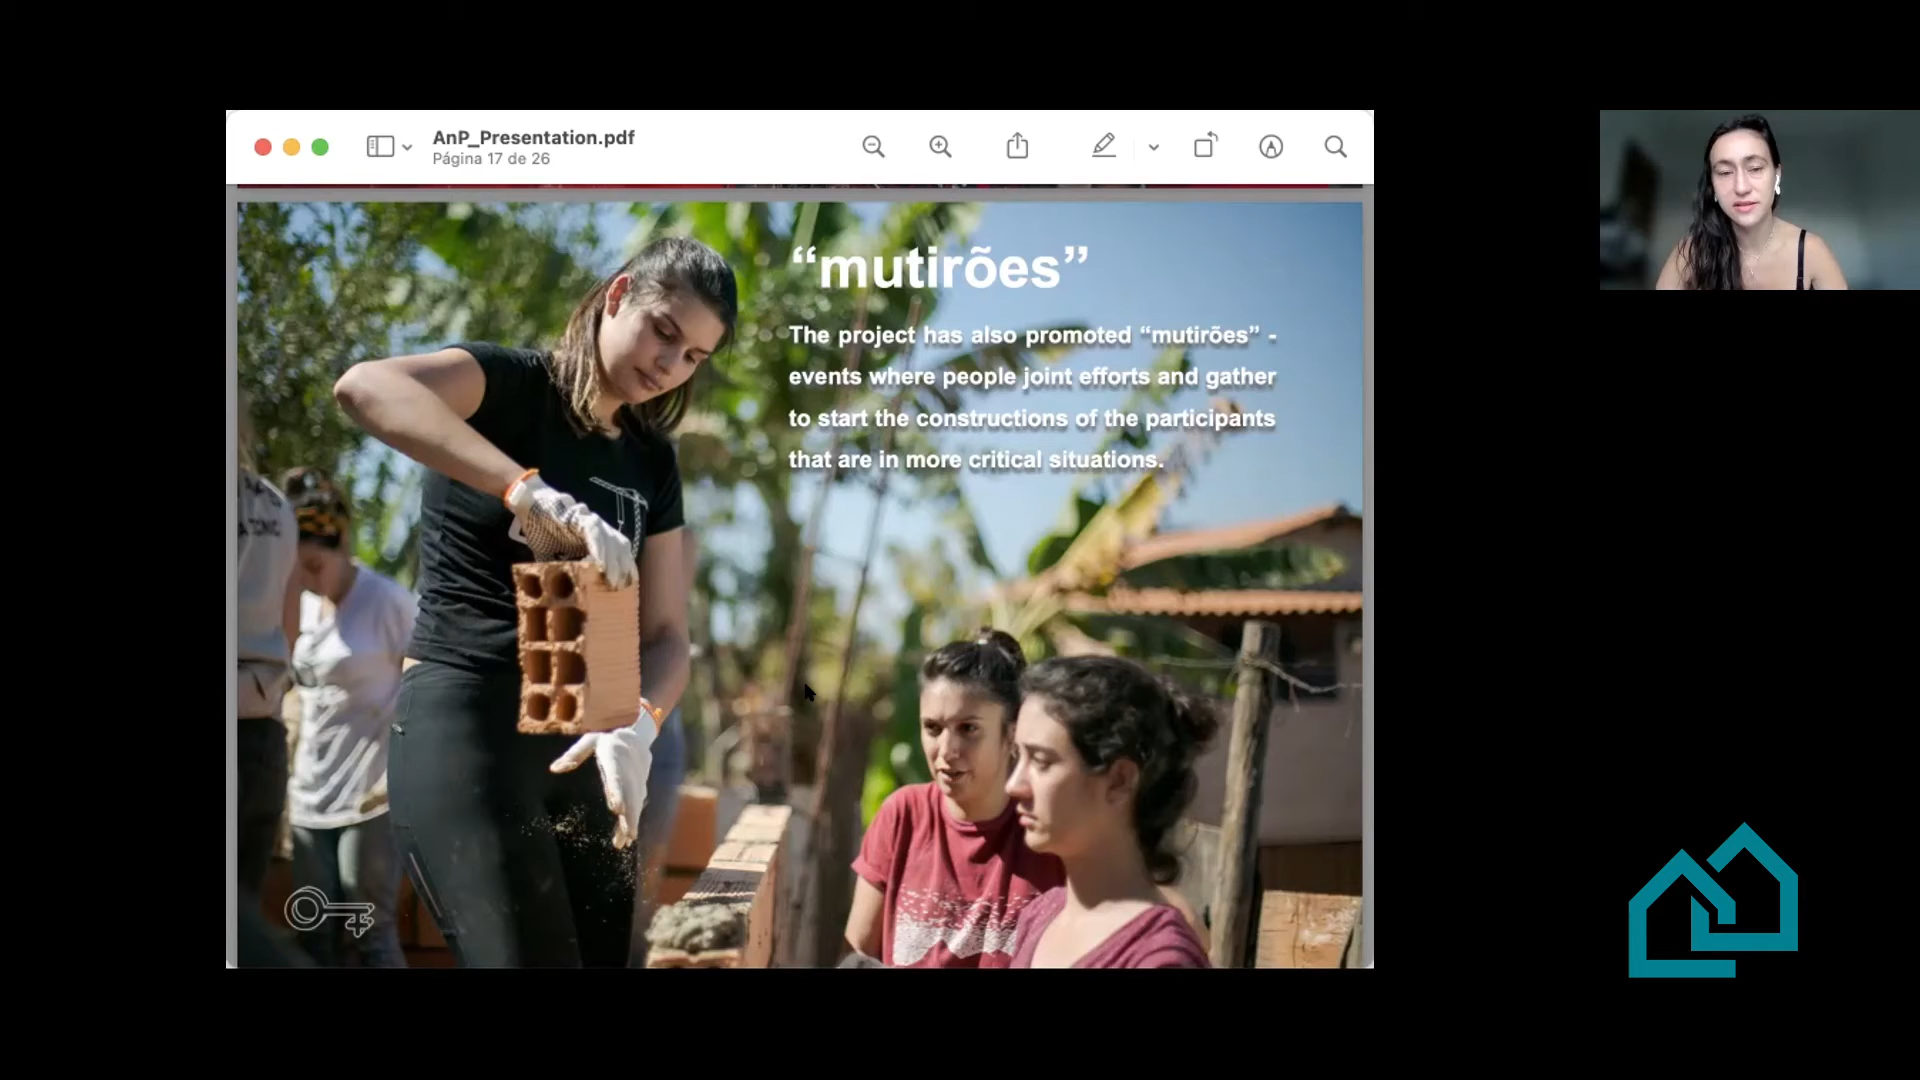 AnP_Presentation.pdf
Página 17 de 26
“mutirões”
The project has also promoted “mutirões” -
events where people joint efforts and gather
to start the constructions of the participants
that are in more critical situations.